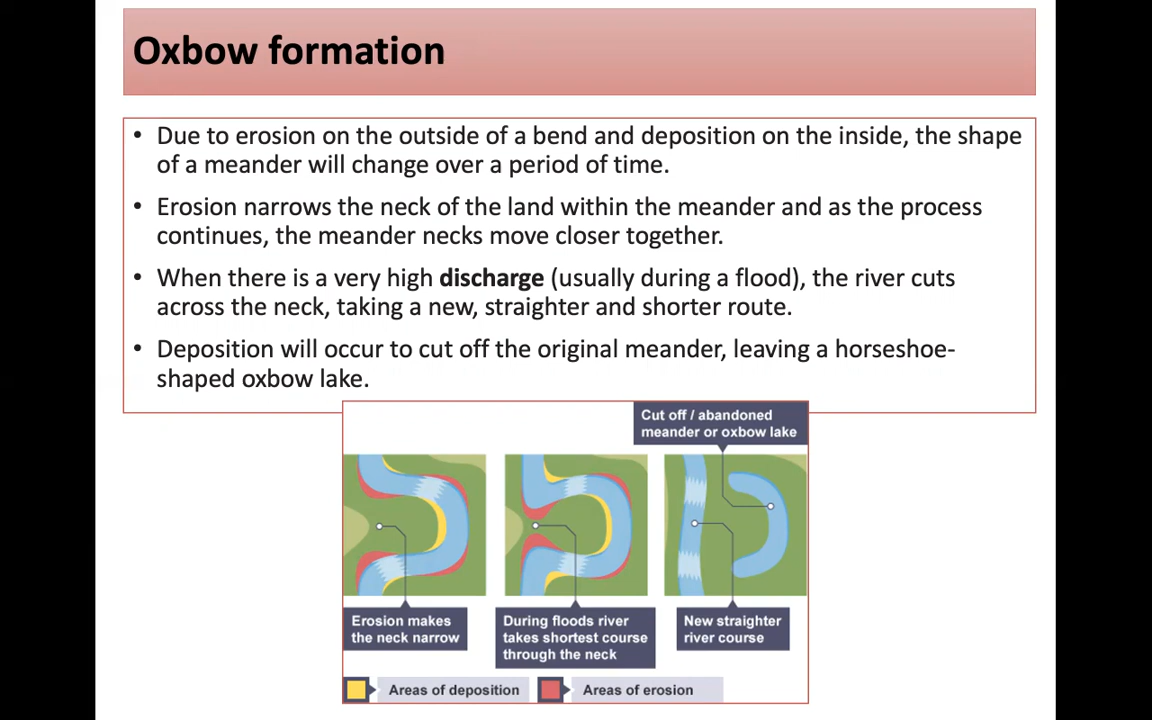 Oxbow formation
• Due to erosion on the outside of a bend and deposition on the inside, the shape
of a meander will change over a period of time.
• Erosion narrows the neck of the land within the meander and as the process
continues, the meander necks move closer together.
• When there is a very high discharge (usually during a flood), the river cuts
across the neck, taking a new, straighter and shorter route.
• Deposition will occur to cut off the original meander, leaving a horseshoe-
shaped oxbow lake.
Cut off / abandoned
meander or oxbow lake
Erosion makes
the neck narrow
During floods river
takes shortest course
through the neck
New straighter
river course
Areas of deposition
Areas of erosion